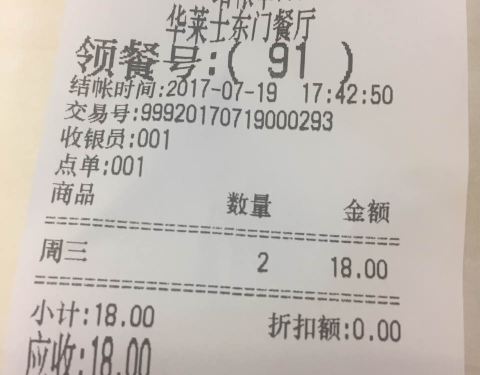 华莱士东门餐厅
领餐号:( 91 )
结帐时间:2017-07-19 17:42:50
交易号:99920170719000293
收银员:001
点单:001
商品 数量 金额
周三 2 18.00
小计:18.00 折扣额:0.00
应收:18.00